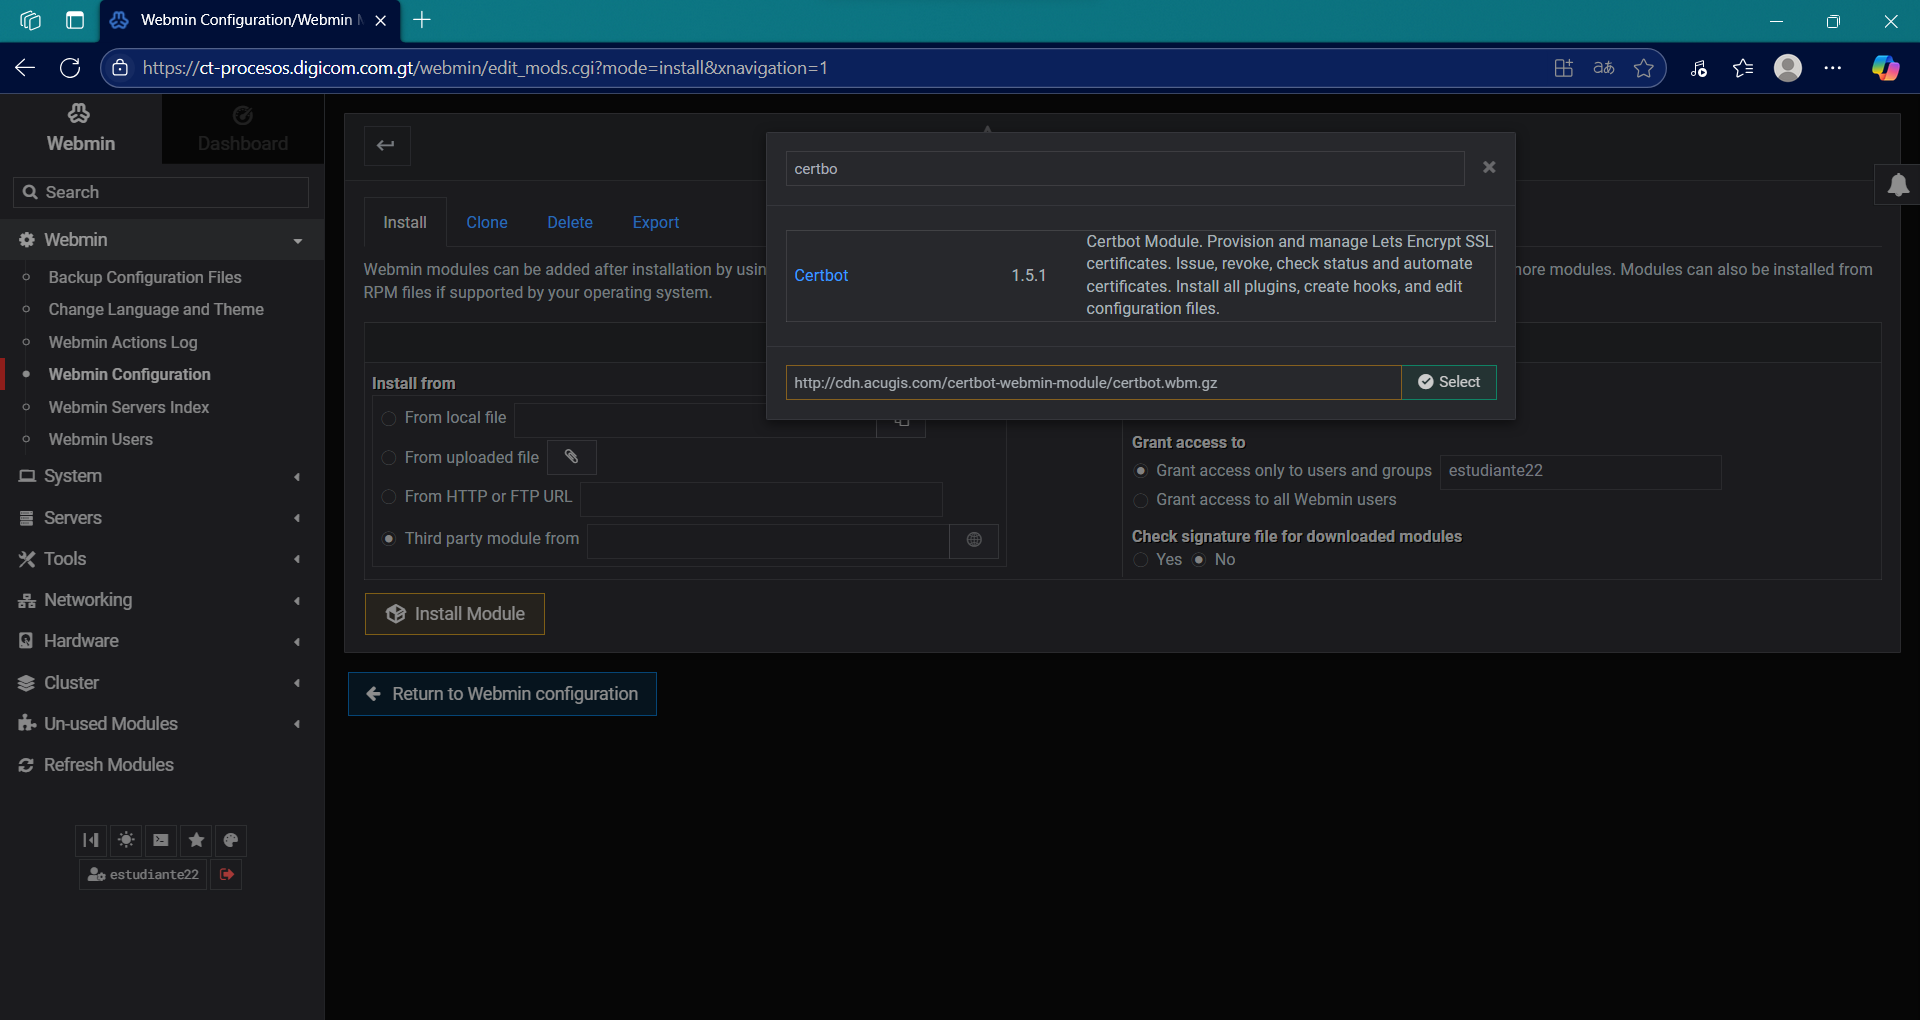 Webmin Configuration/Webmin
https://ct-procesos.digicom.com.gt/webmin/edit_mods.cgi?mode=install&xnavigation=1
Webmin
Dashboard
Search
Webmin
Backup Configuration Files
Change Language and Theme
Webmin Actions Log
Webmin Configuration
Webmin Servers Index
Webmin Users
System
Servers
Tools
Networking
Hardware
Cluster
Un-used Modules
Refresh Modules
estudiante22
Install
Clone
Delete
Export
Webmin modules can be added after installation by usin
ore modules. Modules can also be installed from
RPM files if supported by your operating system.
certbo
Certbot
1.5.1
Certbot Module. Provision and manage Lets Encrypt SSL
certificates. Issue, revoke, check status and automate
certificates. Install all plugins, create hooks, and edit
configuration files.
http://cdn.acugis.com/certbot-webmin-module/certbot.wbm.gz
Select
Install from
From local file
From uploaded file
From HTTP or FTP URL
Third party module from
Grant access to
Grant access only to users and groups
estudiante22
Grant access to all Webmin users
Check signature file for downloaded modules
Yes
No
Install Module
Return to Webmin configuration